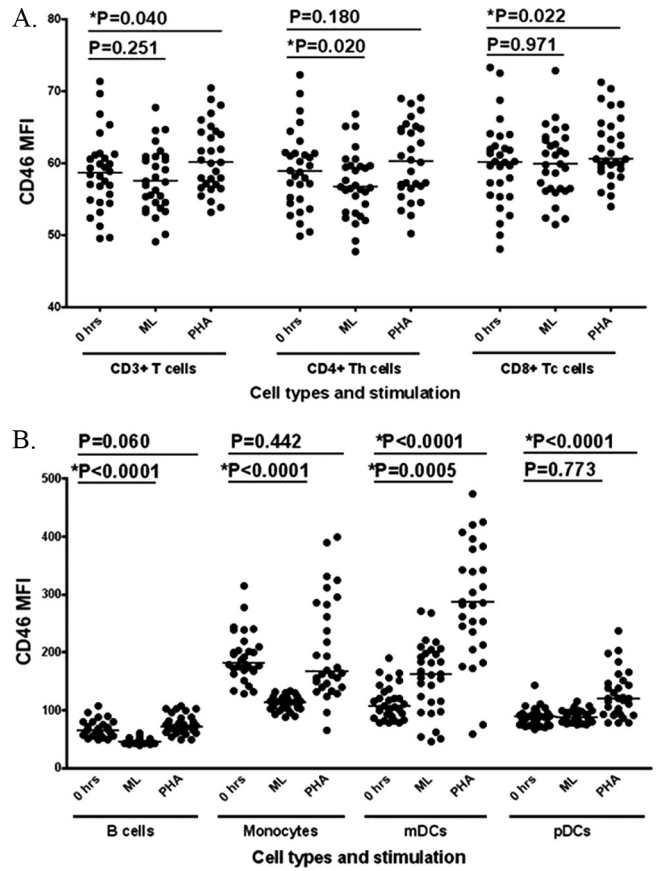 A.
*P=0.040 P=0.180 *P=0.022
P=0.251 *P=0.020 P=0.971
80
70
60
50
40
CD46 MFI
0 hrs ML PHA 0 hrs ML PHA 0 hrs ML PHA
CD3+ T cells CD4+ Th cells CD8+ Tc cells
Cell types and stimulation
B.
P=0.060 P=0.442 *P<0.0001 *P<0.0001
*P<0.0001 *P<0.0001 *P=0.0005 P=0.773
500
400
300
200
100
0
CD46 MFI
0 hrs ML PHA 0 hrs ML PHA 0 hrs ML PHA 0 hrs ML PHA
B cells Monocytes mDCs pDCs
Cell types and stimulation